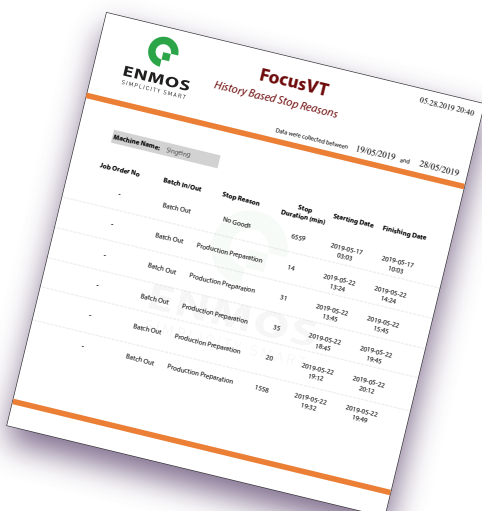 ENMOS
SIMPLICITY SMART
FocusVT
History Based Stop Reasons
05.28.2019 20:40
Data were collected between 19/05/2019 and 28/05/2019
Machine Name: Singeing
Job Order No Batch In/Out Stop Reason Stop Duration (min) Starting Date Finishing Date
- Batch Out No Goods 6559 2019-05-17 03:03 2019-05-17 10:03
- Batch Out Production Preparation 14 2019-05-22 13:24 2019-05-22 14:24
- Batch Out Production Preparation 31 2019-05-22 13:45 2019-05-22 15:45
- Batch Out Production Preparation 35 2019-05-22 18:45 2019-05-22 19:45
- Batch Out Production Preparation 20 2019-05-22 19:12 2019-05-22 20:12
- Batch Out Production Preparation 1558 2019-05-22 19:32 2019-05-22 19:49
ENMOS
SIMPLICITY SMART